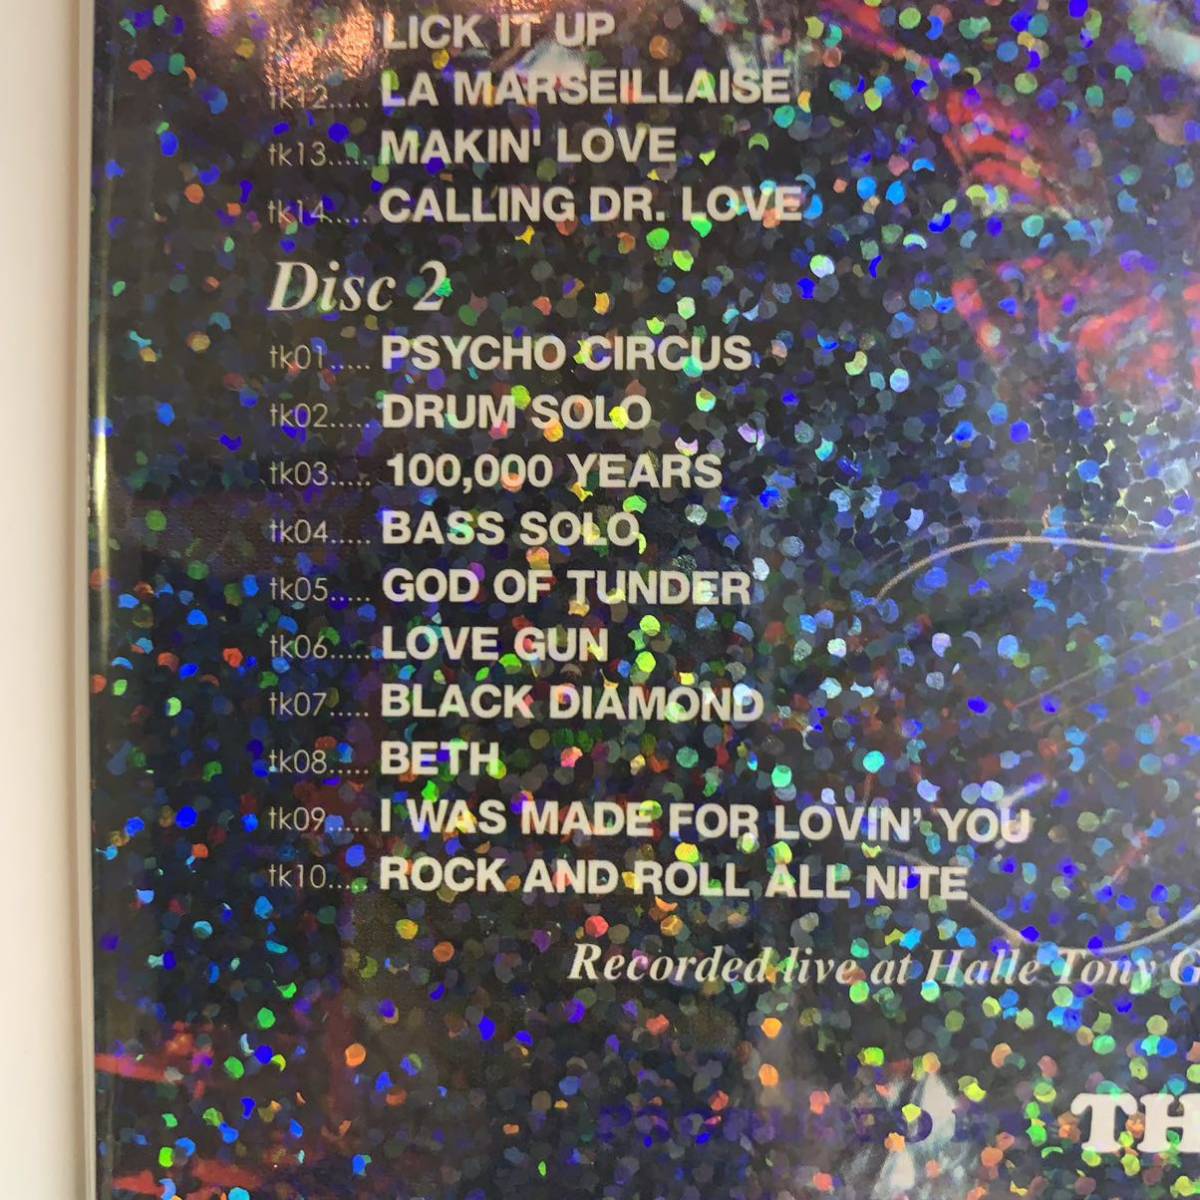 LICK IT UP
tk12..... LA MARSEILLAISE
tk13..... MAKIN' LOVE
tk14..... CALLING DR. LOVE
Disc 2
tk01..... PSYCHO CIRCUS
tk02..... DRUM SOLO
tk03..... 100,000 YEARS
tk04..... BASS SOLO
tk05..... GOD OF TUNDER
tk06..... LOVE GUN
tk07..... BLACK DIAMOND
tk08..... BETH
tk09..... I WAS MADE FOR LOVIN' YOU
tk10..... ROCK AND ROLL ALL NITE
Recorded live at Halle Tony G
TH